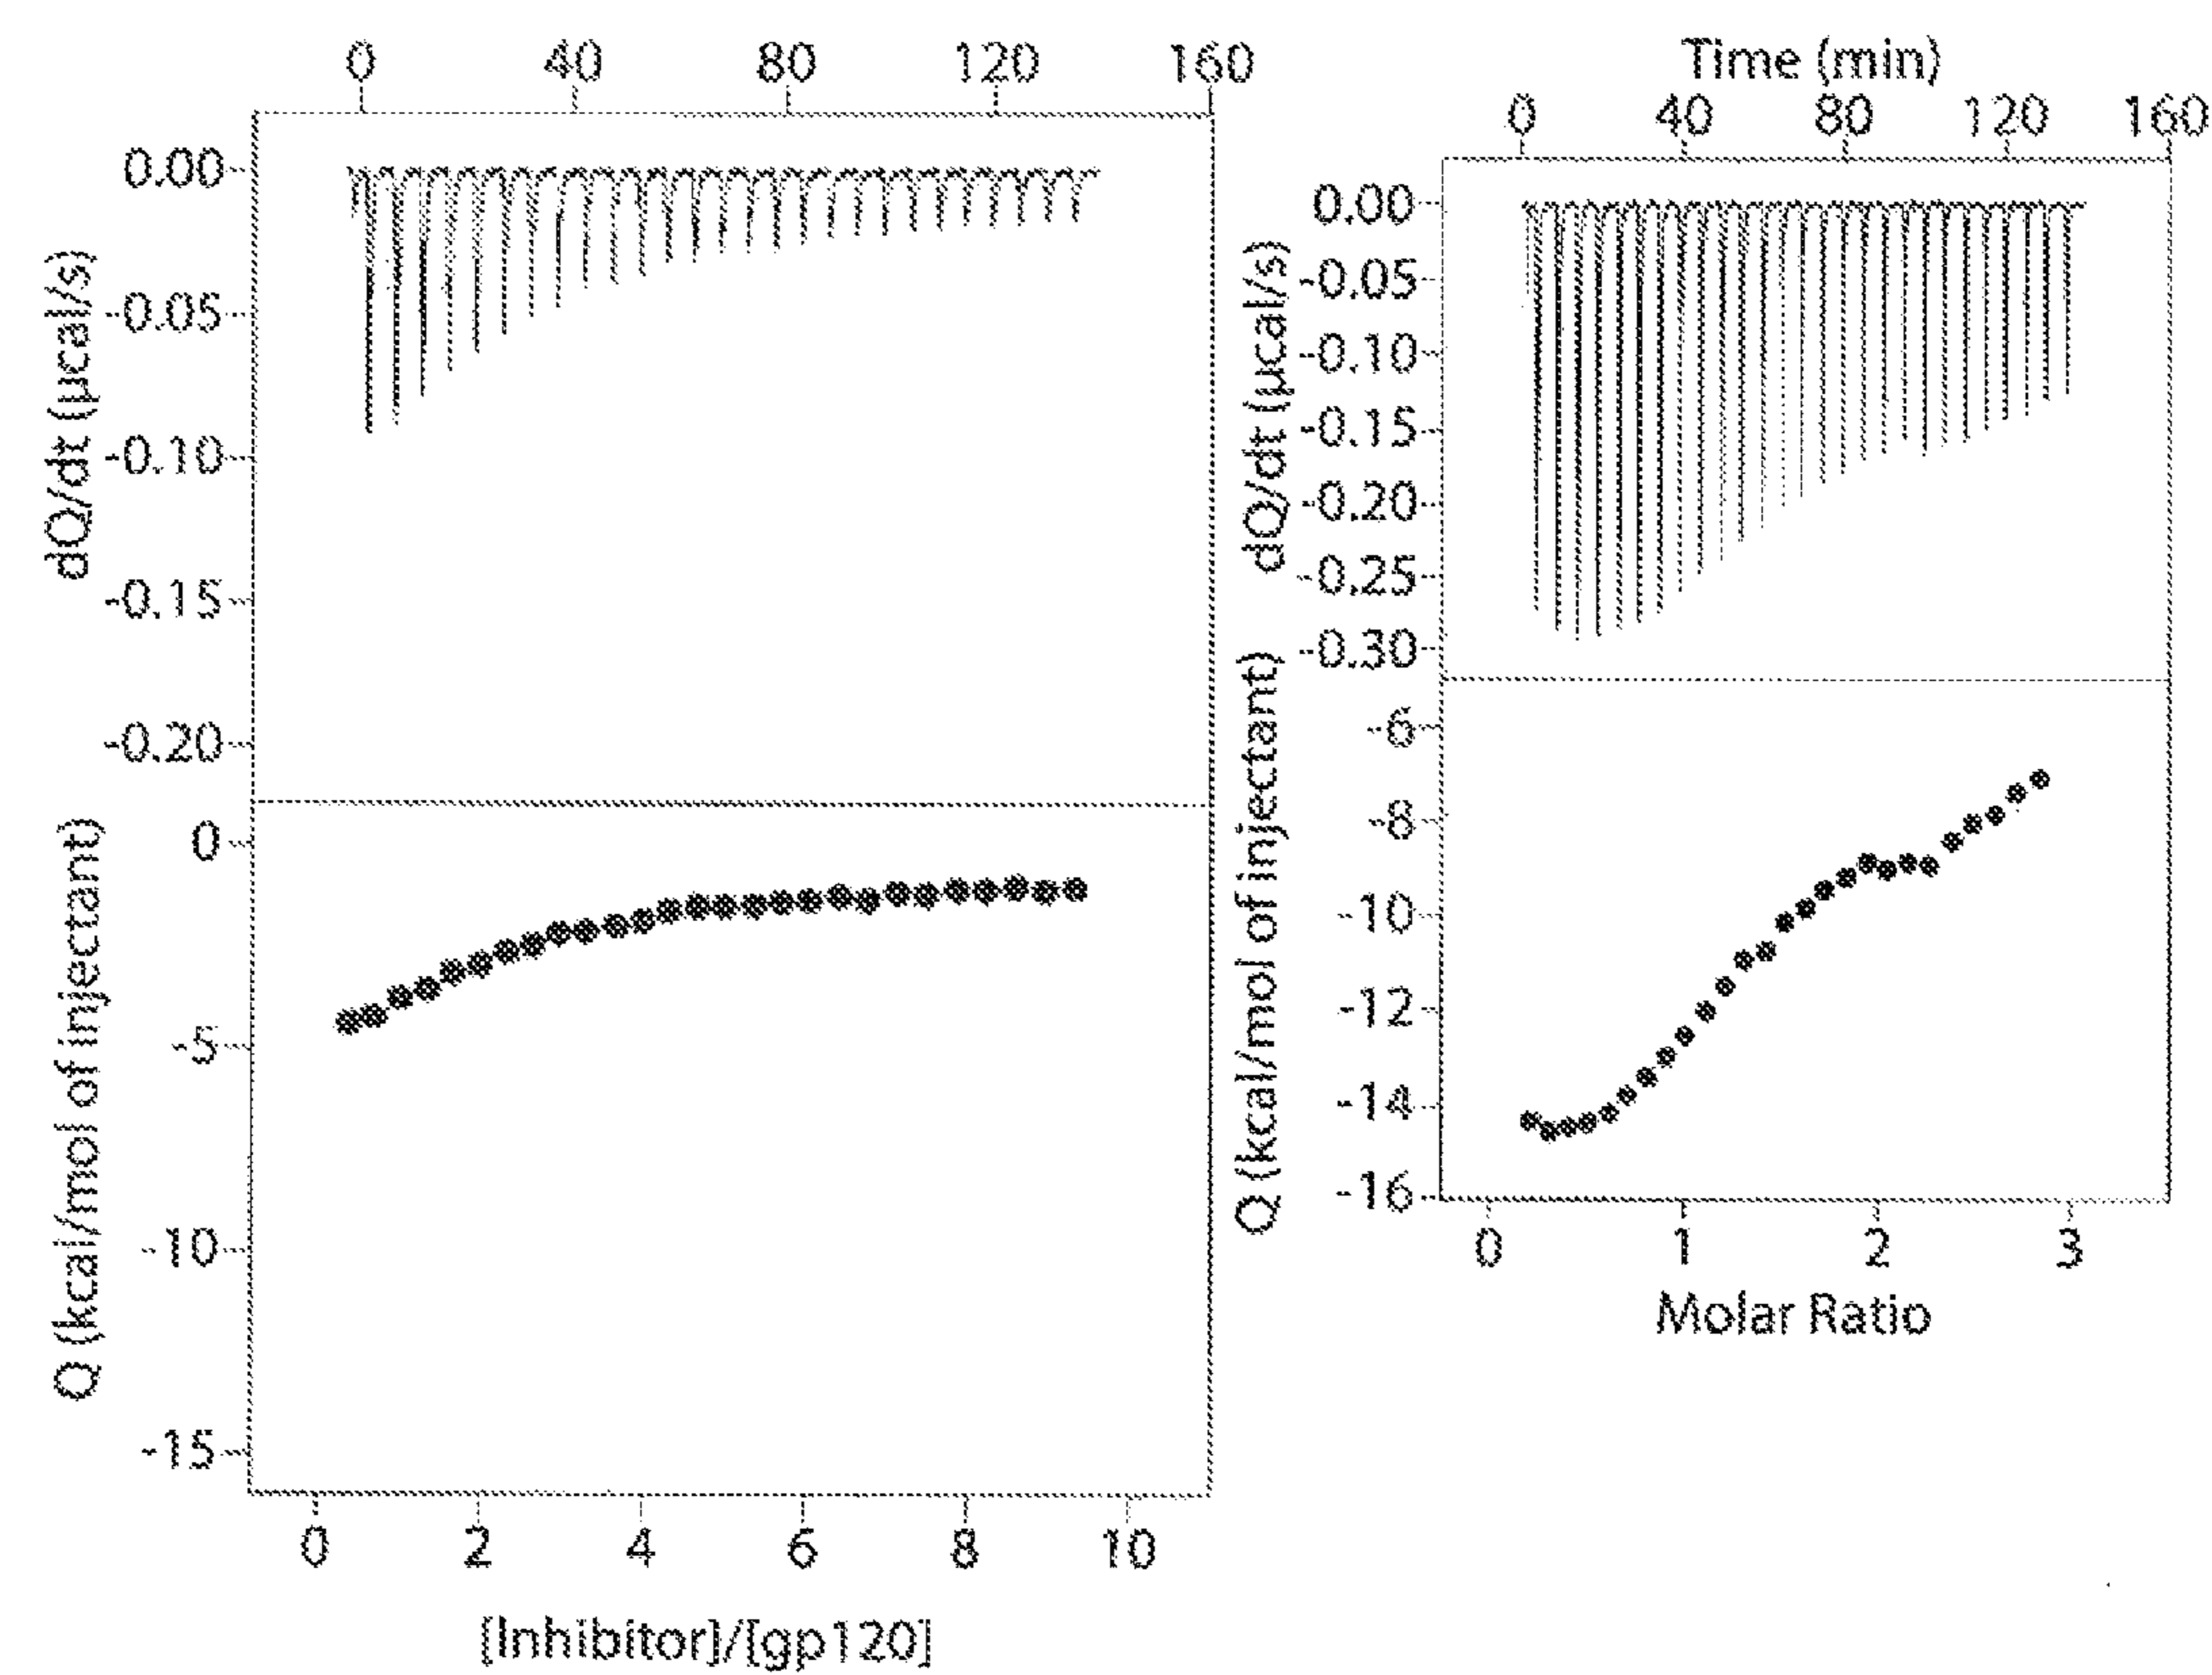 0 40 80 120 160
dQ/dt (µcal/s)
0.00
-0.05
-0.10
-0.15
-0.20
Q (kcal/mol of injectant)
0
-5
-10
-15
0 2 4 6 8 10
[Inhibitor]/[gp120]
Time (min)
0 40 80 120 160
dQ/dt (µcal/s)
0.00
-0.05
-0.10
-0.15
-0.20
-0.25
-0.30
Q (kcal/mol of injectant)
-6
-8
-10
-12
-14
-16
0 1 2 3
Molar Ratio